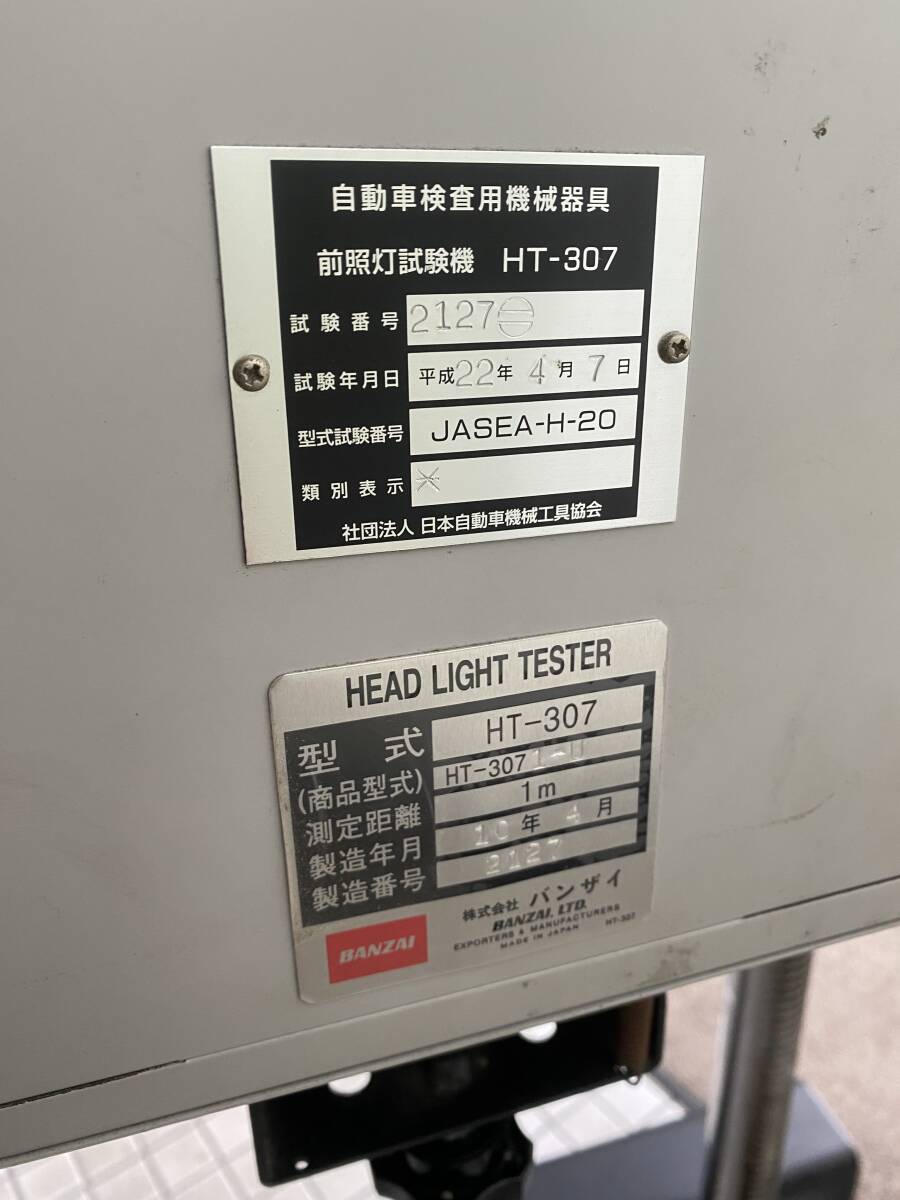 自動車検査用機械器具
前照灯試験機 HT-307
試験番号 2127
試験年月日 平成22年 4月 7日
型式試験番号 JASEA-H-20
類別表示 ※
社団法人 日本自動車機械工具協会
HEAD LIGHT TESTER
型式 HT-307
(商品型式) HT-307
測定距離 1m
製造年月 10年 4月
製造番号 2127
株式会社 バンザイ
BANZAI, LTD.
EXPORTERS & MANUFACTURERS
MADE IN JAPAN HT-307
BANZAI